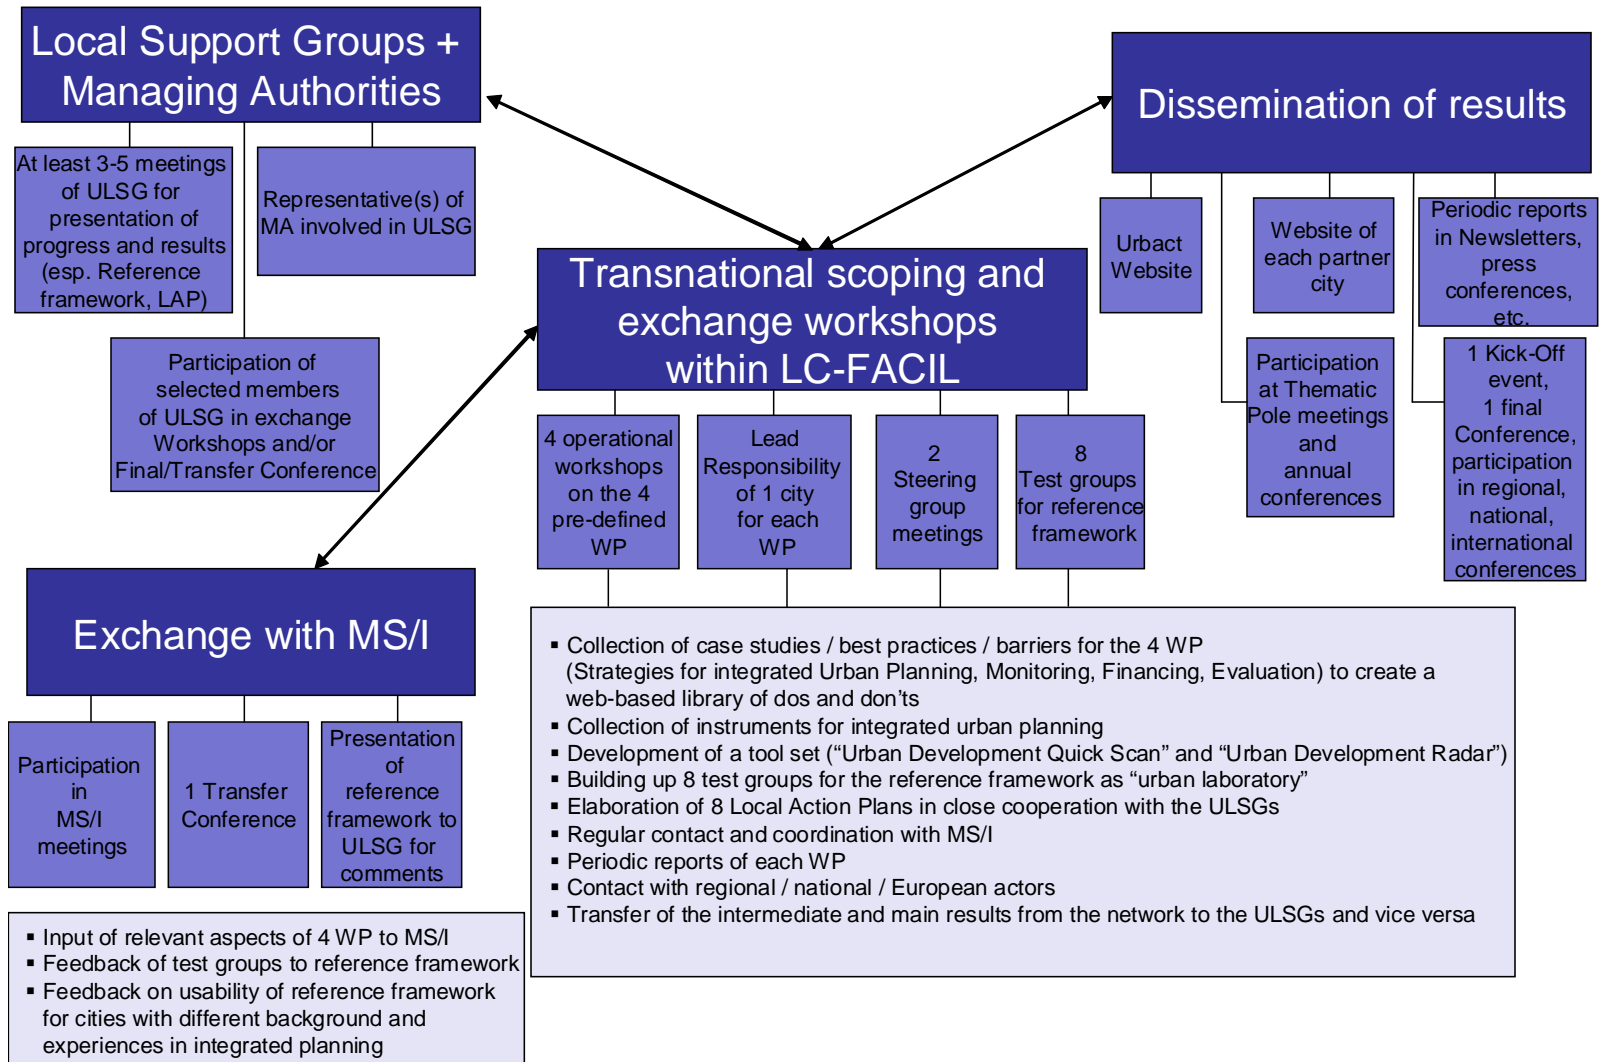 Local Support Groups +
Managing Authorities
At least 3-5 meetings
of ULSG for
presentation of
progress and results
(esp. Reference
framework, LAP)
Representative(s) of
MA involved in ULSG
Participation of
selected members
of ULSG in exchange
Workshops and/or
Final/Transfer Conference
Dissemination of results
Urbact
Website
Website of
each partner
city
Periodic reports
in Newsletters,
press
conferences,
etc.
Participation
at Thematic
Pole meetings
and
annual
conferences
1 Kick-Off
event,
1 final
Conference,
participation
in regional,
national,
international
conferences
Transnational scoping and
exchange workshops
within LC-FACIL
4 operational
workshops
on the 4
pre-defined
WP
Lead
Responsibility
of 1 city
for each
WP
2
Steering
group
meetings
8
Test groups
for reference
framework
▪ Collection of case studies / best practices / barriers for the 4 WP
(Strategies for integrated Urban Planning, Monitoring, Financing, Evaluation) to create a
web-based library of dos and don’ts
▪ Collection of instruments for integrated urban planning
▪ Development of a tool set (“Urban Development Quick Scan” and “Urban Development Radar”)
▪ Building up 8 test groups for the reference framework as “urban laboratory”
▪ Elaboration of 8 Local Action Plans in close cooperation with the ULSGs
▪ Regular contact and coordination with MS/I
▪ Periodic reports of each WP
▪ Contact with regional / national / European actors
▪ Transfer of the intermediate and main results from the network to the ULSGs and vice versa
Exchange with MS/I
Participation
in
MS/I
meetings
1 Transfer
Conference
Presentation
of
reference
framework to
ULSG for
comments
▪ Input of relevant aspects of 4 WP to MS/I
▪ Feedback of test groups to reference framework
▪ Feedback on usability of reference framework
for cities with different background and
experiences in integrated planning